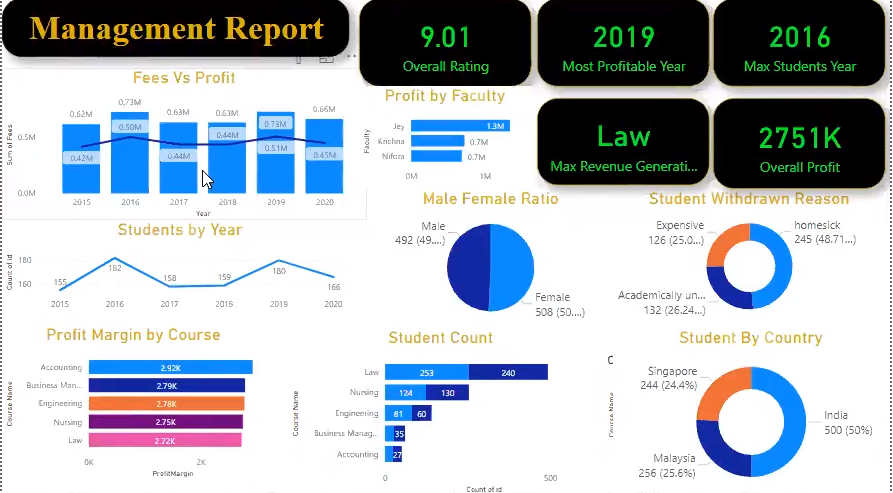 Management Report
9.01
Overall Rating
2019
Most Profitable Year
2016
Max Students Year
Law
Max Revenue Generati...
2751K
Overall Profit
Fees Vs Profit
Sum of Fees
0.5M
0.0M
0.62M
0.73M
0.63M
0.63M
0.73M
0.66M
0.42M
0.50M
0.44M
0.44M
0.51M
0.45M
2015 2016 2017 2018 2019 2020
Year
Profit by Faculty
Faculty
Jey 1.3M
Krishna 0.7M
Nifora 0.7M
0M 1M
Students by Year
Count of id
180
160
155 162 158 159 180 166
2015 2016 2017 2018 2019 2020
Male Female Ratio
Male
492 (49....)
Female
508 (50....)
Student Withdrawn Reason
Expensive
126 (25.0...)
homesick
245 (48.71...)
Academically un...
132 (26.24...)
Profit Margin by Course
Course Name
Accounting 2.92K
Business Man... 2.79K
Engineering 2.78K
Nursing 2.75K
Law 2.72K
0K 2K
ProfitMargin
Student Count
Course Name
Law 253 240
Nursing 124 130
Engineering 81 60
Business Manag... 35
Accounting 27
0 500
Count of id
Student By Country
Course Name
Singapore
244 (24.4%)
India
500 (50%)
Malaysia
256 (25.6%)